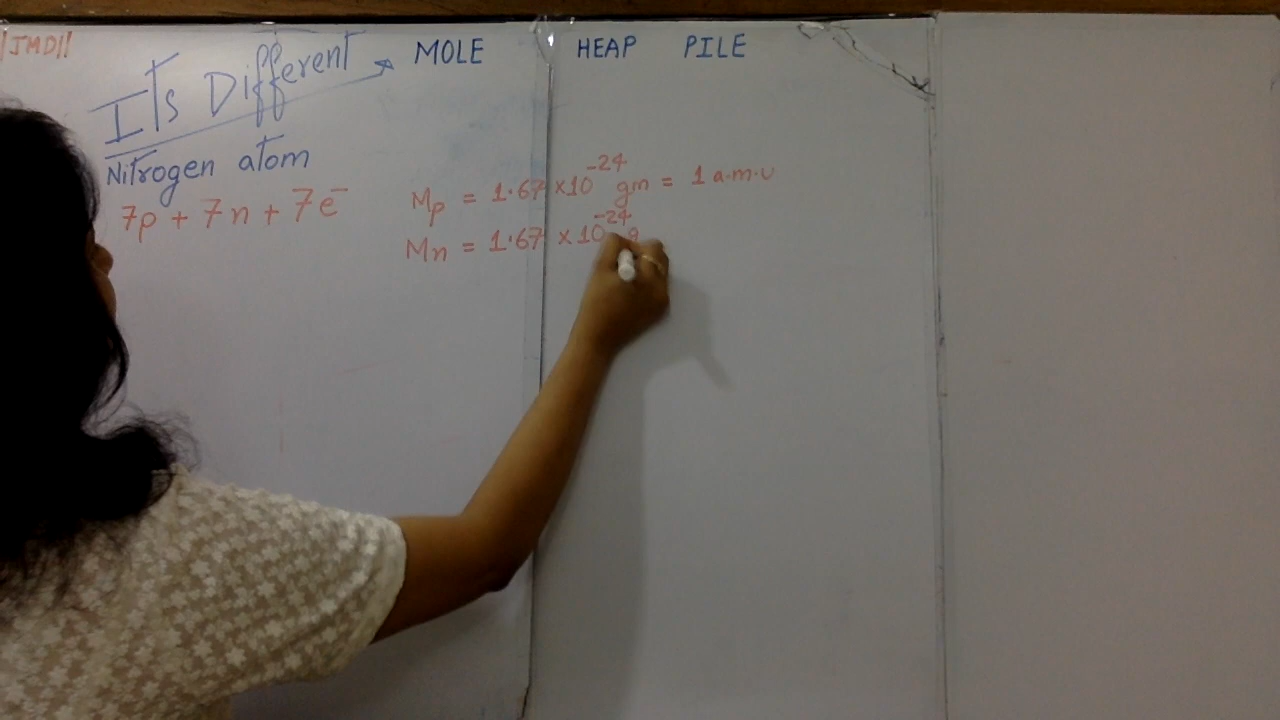 ||JMD||
ITs Different
MOLE HEAP PILE
Nitrogen atom
7p + 7n + 7e⁻
Mp = 1.67 ×10⁻²⁴ gm = 1 a.m.u
Mn = 1.67 ×10⁻²⁴ g